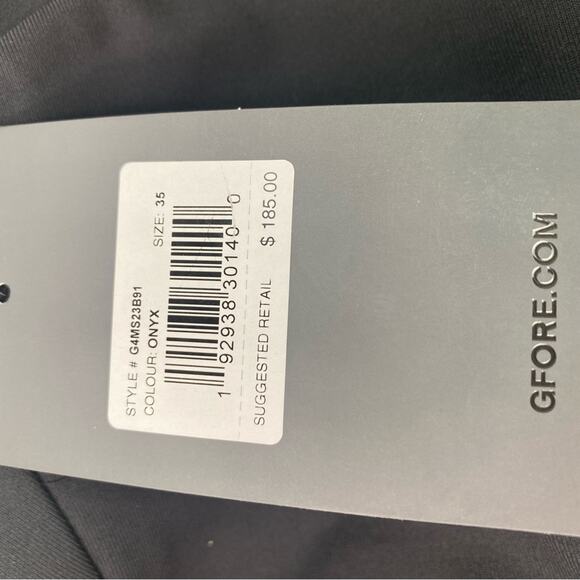 STYLE # G4MS23B91
COLOUR: ONYX SIZE: 35
1 92938 30140 0
SUGGESTED RETAIL $ 185.00
GFORE.COM